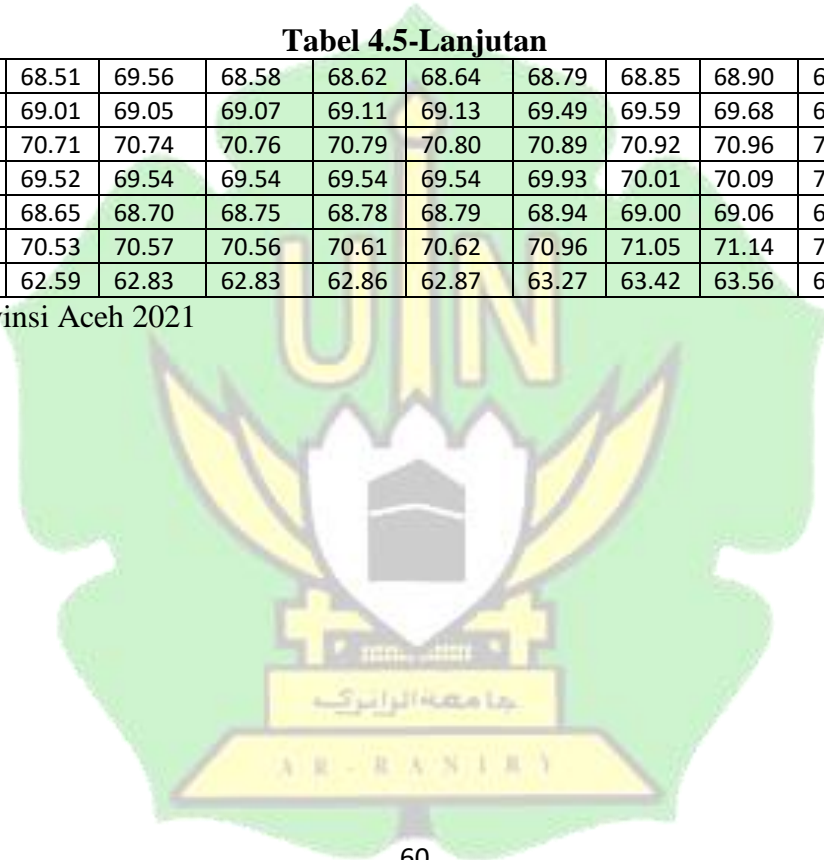 Tabel 4.5-Lanjutan
68.51 69.56 68.58 68.62 68.64 68.79 68.85 68.90
69.01 69.05 69.07 69.11 69.13 69.49 69.59 69.68
70.71 70.74 70.76 70.79 70.80 70.89 70.92 70.96
69.52 69.54 69.54 69.54 69.54 69.93 70.01 70.09
68.65 68.70 68.75 68.78 68.79 68.94 69.00 69.06
70.53 70.57 70.56 70.61 70.62 70.96 71.05 71.14
62.59 62.83 62.83 62.86 62.87 63.27 63.42 63.56
insi Aceh 2021
UIN
جامعة الرانري
AR-RANIRY
60